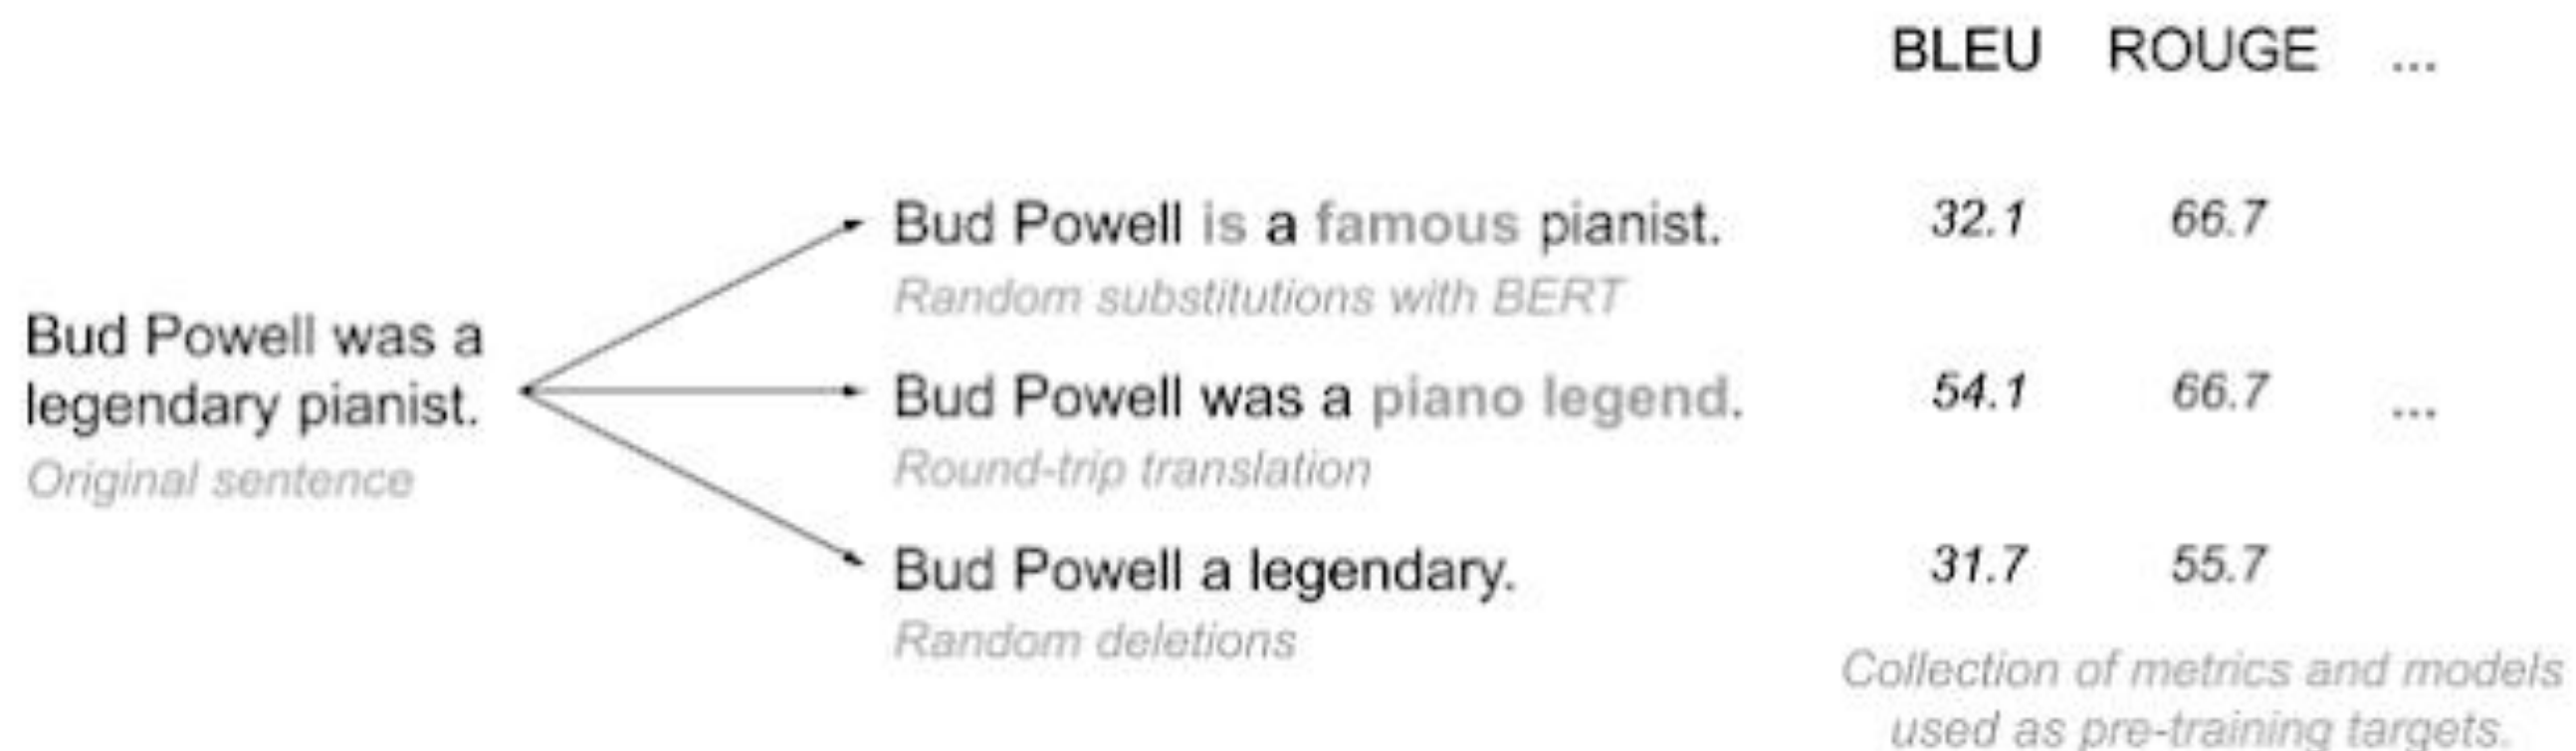 BLEU ROUGE ...
Bud Powell is a famous pianist. 32.1 66.7
Random substitutions with BERT
Bud Powell was a
legendary pianist.
Original sentence
Bud Powell was a piano legend. 54.1 66.7 ...
Round-trip translation
Bud Powell a legendary. 31.7 55.7
Random deletions
Collection of metrics and models
used as pre-training targets.